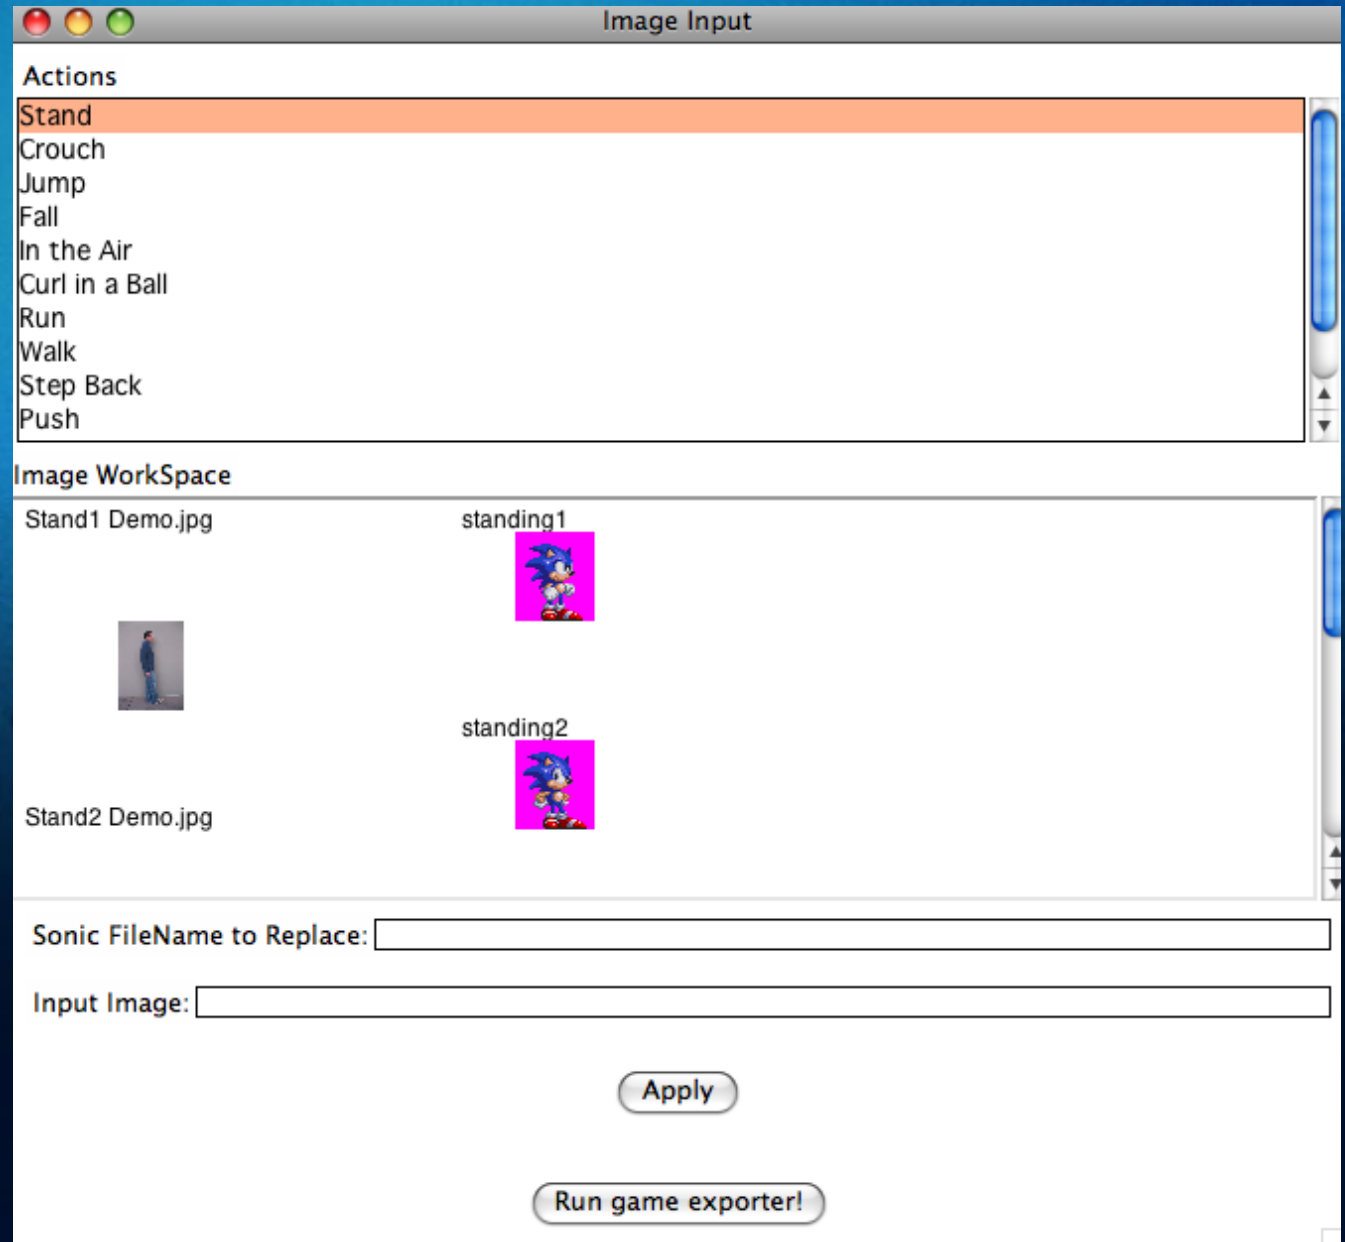 Image Input
Actions
Stand
Crouch
Jump
Fall
In the Air
Curl in a Ball
Run
Walk
Step Back
Push
Image WorkSpace
Stand1 Demo.jpg
standing1
standing2
Stand2 Demo.jpg
Sonic FileName to Replace:
Input Image:
Apply
Run game exporter!